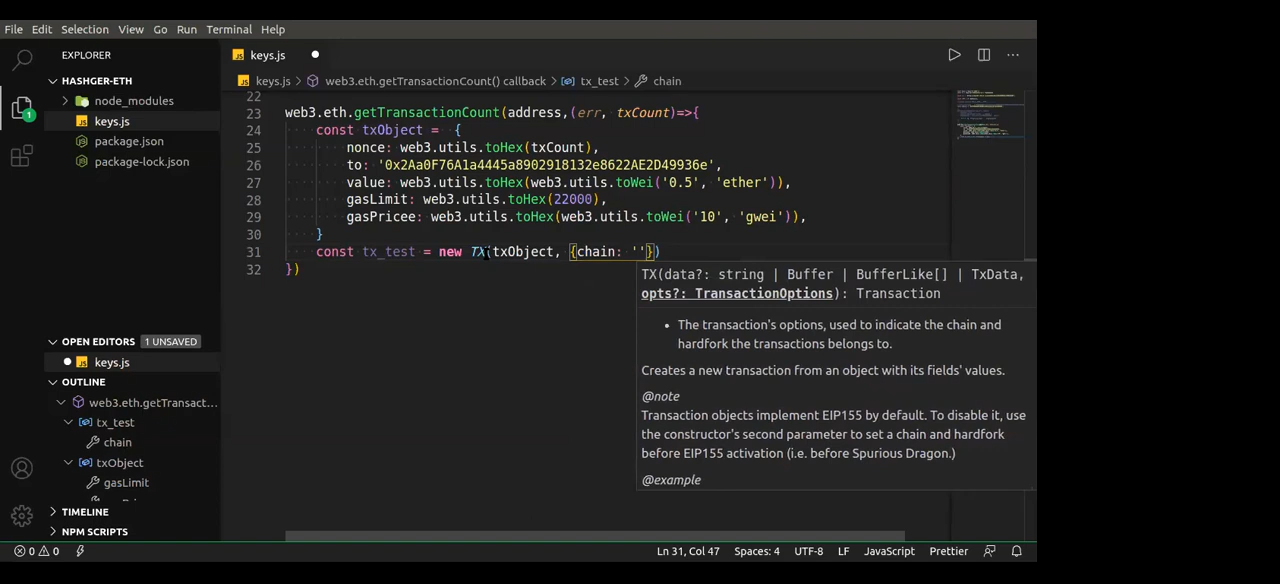 File Edit Selection View Go Run Terminal Help
EXPLORER
HASHGER-ETH
node_modules
JS keys.js
package.json
package-lock.json
OPEN EDITORS 1 UNSAVED
JS keys.js
OUTLINE
web3.eth.getTransact...
tx_test
chain
txObject
gasLimit
TIMELINE
NPM SCRIPTS
1
JS keys.js
JS keys.js > web3.eth.getTransactionCount() callback > tx_test > chain
22
23 web3.eth.getTransactionCount(address,(err, txCount)=>{
24 const txObject = {
25 nonce: web3.utils.toHex(txCount),
26 to: '0x2Aa0F76A1a4445a8902918132e8622AE2D49936e',
27 value: web3.utils.toHex(web3.utils.toWei('0.5', 'ether')),
28 gasLimit: web3.utils.toHex(22000),
29 gasPricee: web3.utils.toHex(web3.utils.toWei('10', 'gwei')),
30 }
31 const tx_test = new TX(txObject, {chain: ''})
32 })
TX(data?: string | Buffer | BufferLike[] | TxData,
opts?: TransactionOptions): Transaction
• The transaction's options, used to indicate the chain and
hardfork the transactions belongs to.
Creates a new transaction from an object with its fields' values.
@note
Transaction objects implement EIP155 by default. To disable it, use
the constructor's second parameter to set a chain and hardfork
before EIP155 activation (i.e. before Spurious Dragon.)
@example
0 0 Ln 31, Col 47 Spaces: 4 UTF-8 LF JavaScript Prettier